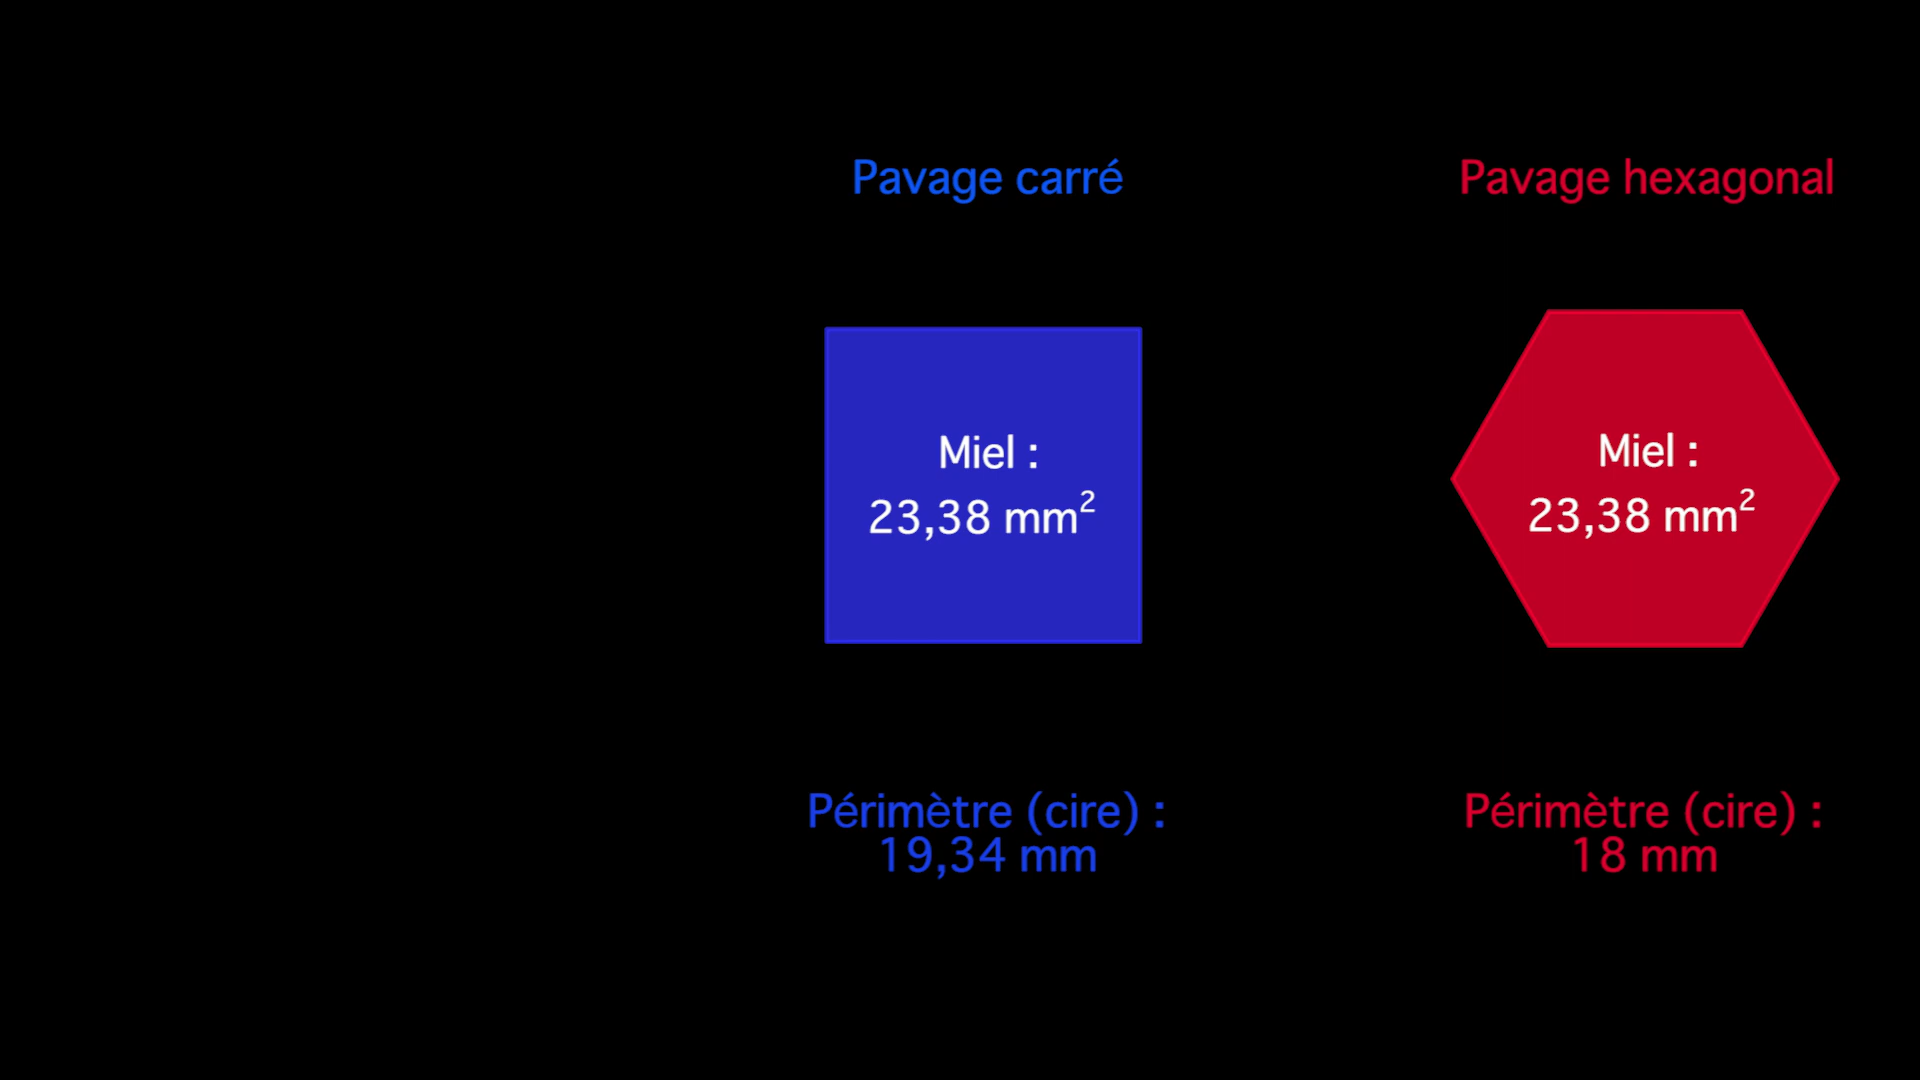 Pavage carré
Miel :
23,38 mm²
Périmètre (cire) :
19,34 mm
Pavage hexagonal
Miel :
23,38 mm²
Périmètre (cire) :
18 mm